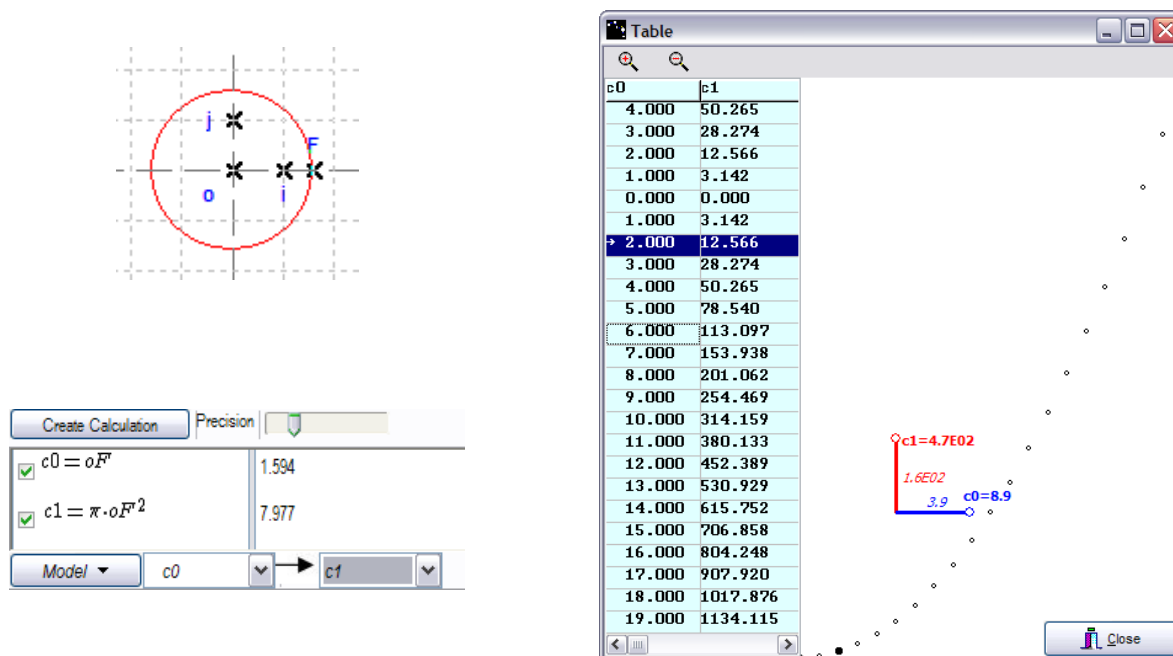 j
F
o
i
Create Calculation Precision
c0 = oF 1.594
c1 = π·oF² 7.977
Model c0 c1
Table
c0 c1
4.000 50.265
3.000 28.274
2.000 12.566
1.000 3.142
0.000 0.000
1.000 3.142
2.000 12.566
3.000 28.274
4.000 50.265
5.000 78.540
6.000 113.097
7.000 153.938
8.000 201.062
9.000 254.469
10.000 314.159
11.000 380.133
12.000 452.389
13.000 530.929
14.000 615.752
15.000 706.858
16.000 804.248
17.000 907.920
18.000 1017.876
19.000 1134.115
c1=4.7E02
1.6E02
c0=8.9
3.9
Close